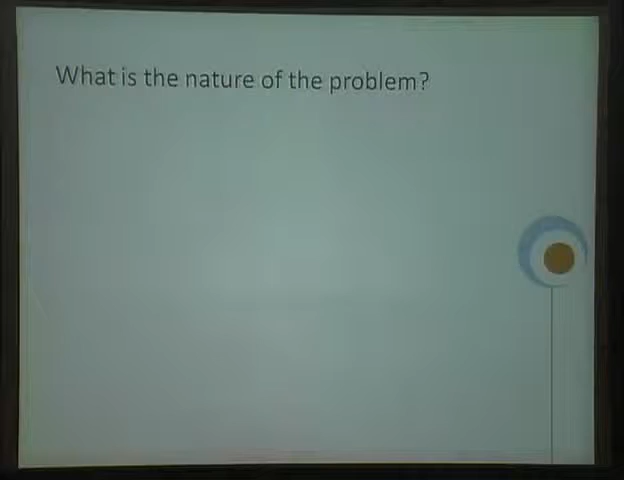 What is the nature of the problem?